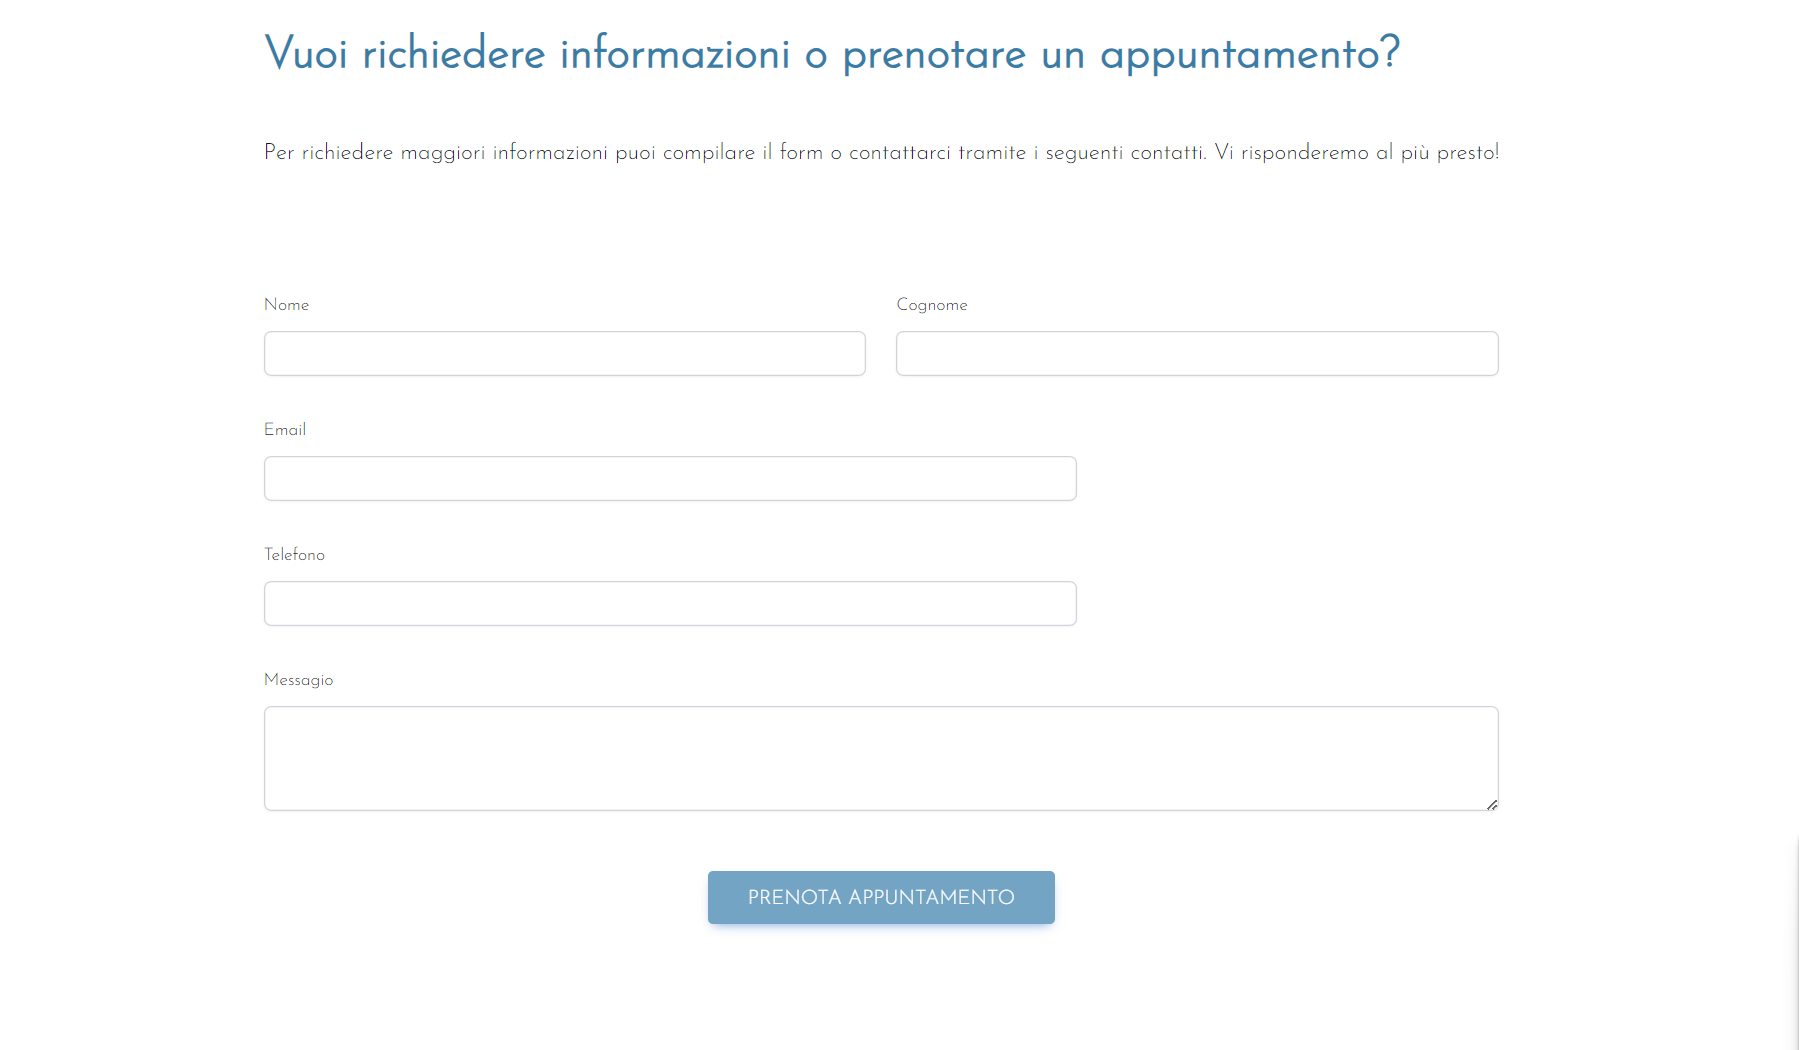 Vuoi richiedere informazioni o prenotare un appuntamento?
Per richiedere maggiori informazioni puoi compilare il form o contattarci tramite i seguenti contatti. Vi risponderemo al più presto!
Nome
Cognome
Email
Telefono
Messagio
PRENOTA APPUNTAMENTO